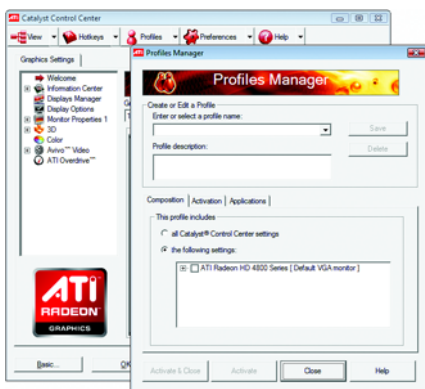 ATI Catalyst Control Center
View Hotkeys Profiles Preferences Help
Graphics Settings
Welcome
Information Center
Displays Manager
Display Options
Monitor Properties 1
3D
Color
Avivo™ Video
ATI Overdrive™
ATI
RADEON
GRAPHICS
Basic...
ATI Profiles Manager
Profiles Manager
Create or Edit a Profile
Enter or select a profile name:
Save
Profile description:
Delete
Composition Activation Applications
This profile includes
all Catalyst® Control Center settings
the following settings:
ATI Radeon HD 4800 Series [ Default VGA monitor ]
Activate & Close Activate Close Help